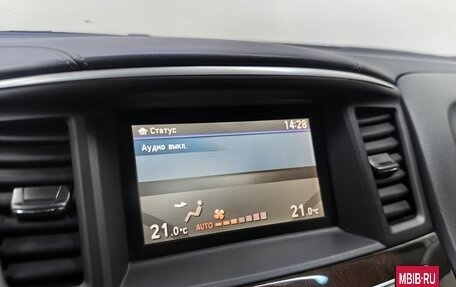 Статус 14:28
Аудио выкл.
21.0°C AUTO 21.0°C
MBIB.RU